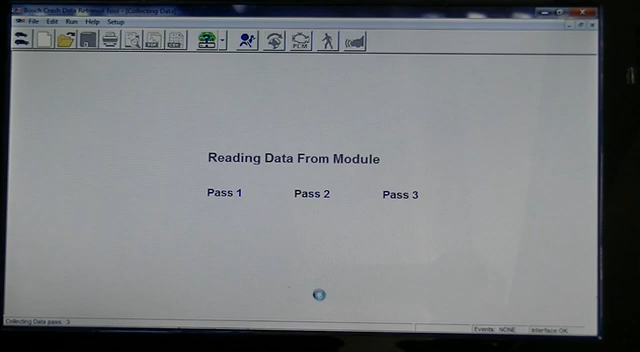 Bosch Crash Data Retrieval Tool - [Collecting Data]
File Edit Run Help Setup
PCM
Reading Data From Module
Pass 1 Pass 2 Pass 3
Collecting Data pass 3
Events: NONE Interface OK